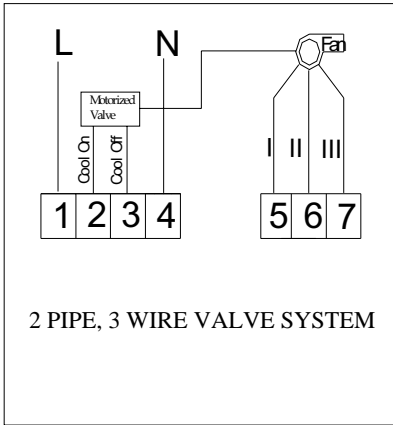 L N
Fan
Motorized
Valve
Cool On
Cool Off
I II III
1 2 3 4 5 6 7
2 PIPE, 3 WIRE VALVE SYSTEM